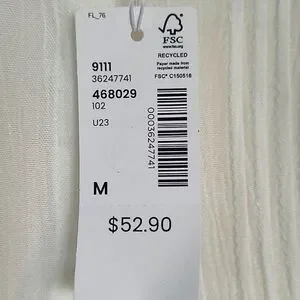 FL_76
FSC
www.fsc.org
RECYCLED
Paper made from
recycled material
FSC® C150516
9111
36247741
468029
102
U23
00036247741
M
$52.90